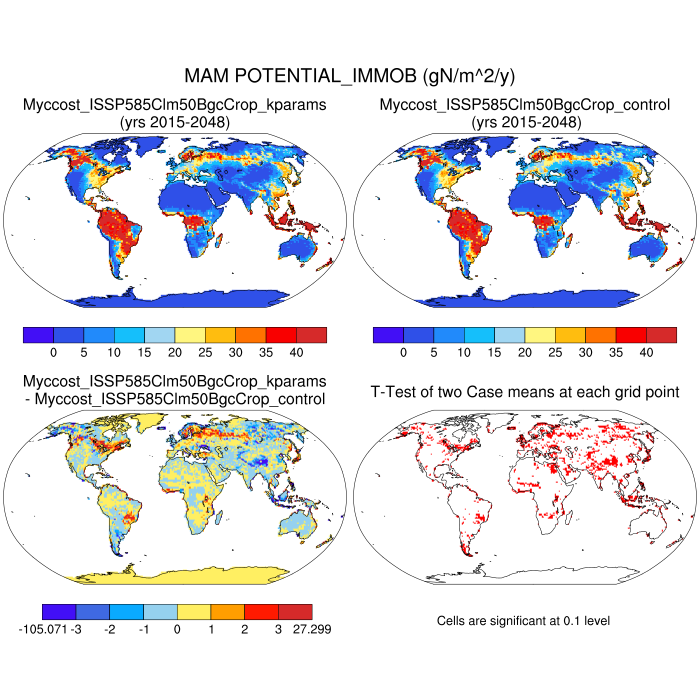 MAM POTENTIAL_IMMOB (gN/m^2/y)
Myccost_ISSP585Clm50BgcCrop_kparams
(yrs 2015-2048)
Myccost_ISSP585Clm50BgcCrop_control
(yrs 2015-2048)
0 5 10 15 20 25 30 35 40
0 5 10 15 20 25 30 35 40
Myccost_ISSP585Clm50BgcCrop_kparams
- Myccost_ISSP585Clm50BgcCrop_control
T-Test of two Case means at each grid point
-105.071 -3 -2 -1 0 1 2 3 27.299
Cells are significant at 0.1 level